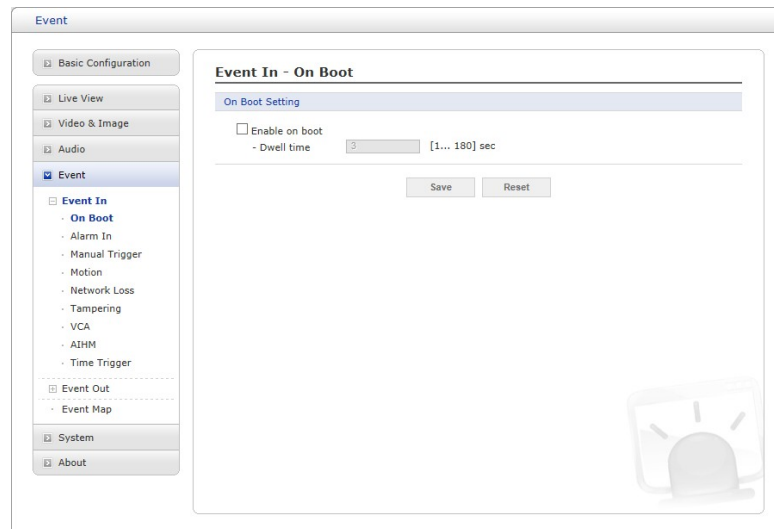 Event
Basic Configuration
Live View
Video & Image
Audio
Event
Event In
On Boot
Alarm In
Manual Trigger
Motion
Network Loss
Tampering
VCA
AIHM
Time Trigger
Event Out
Event Map
System
About
Event In - On Boot
On Boot Setting
Enable on boot
- Dwell time 3 [1... 180] sec
Save Reset